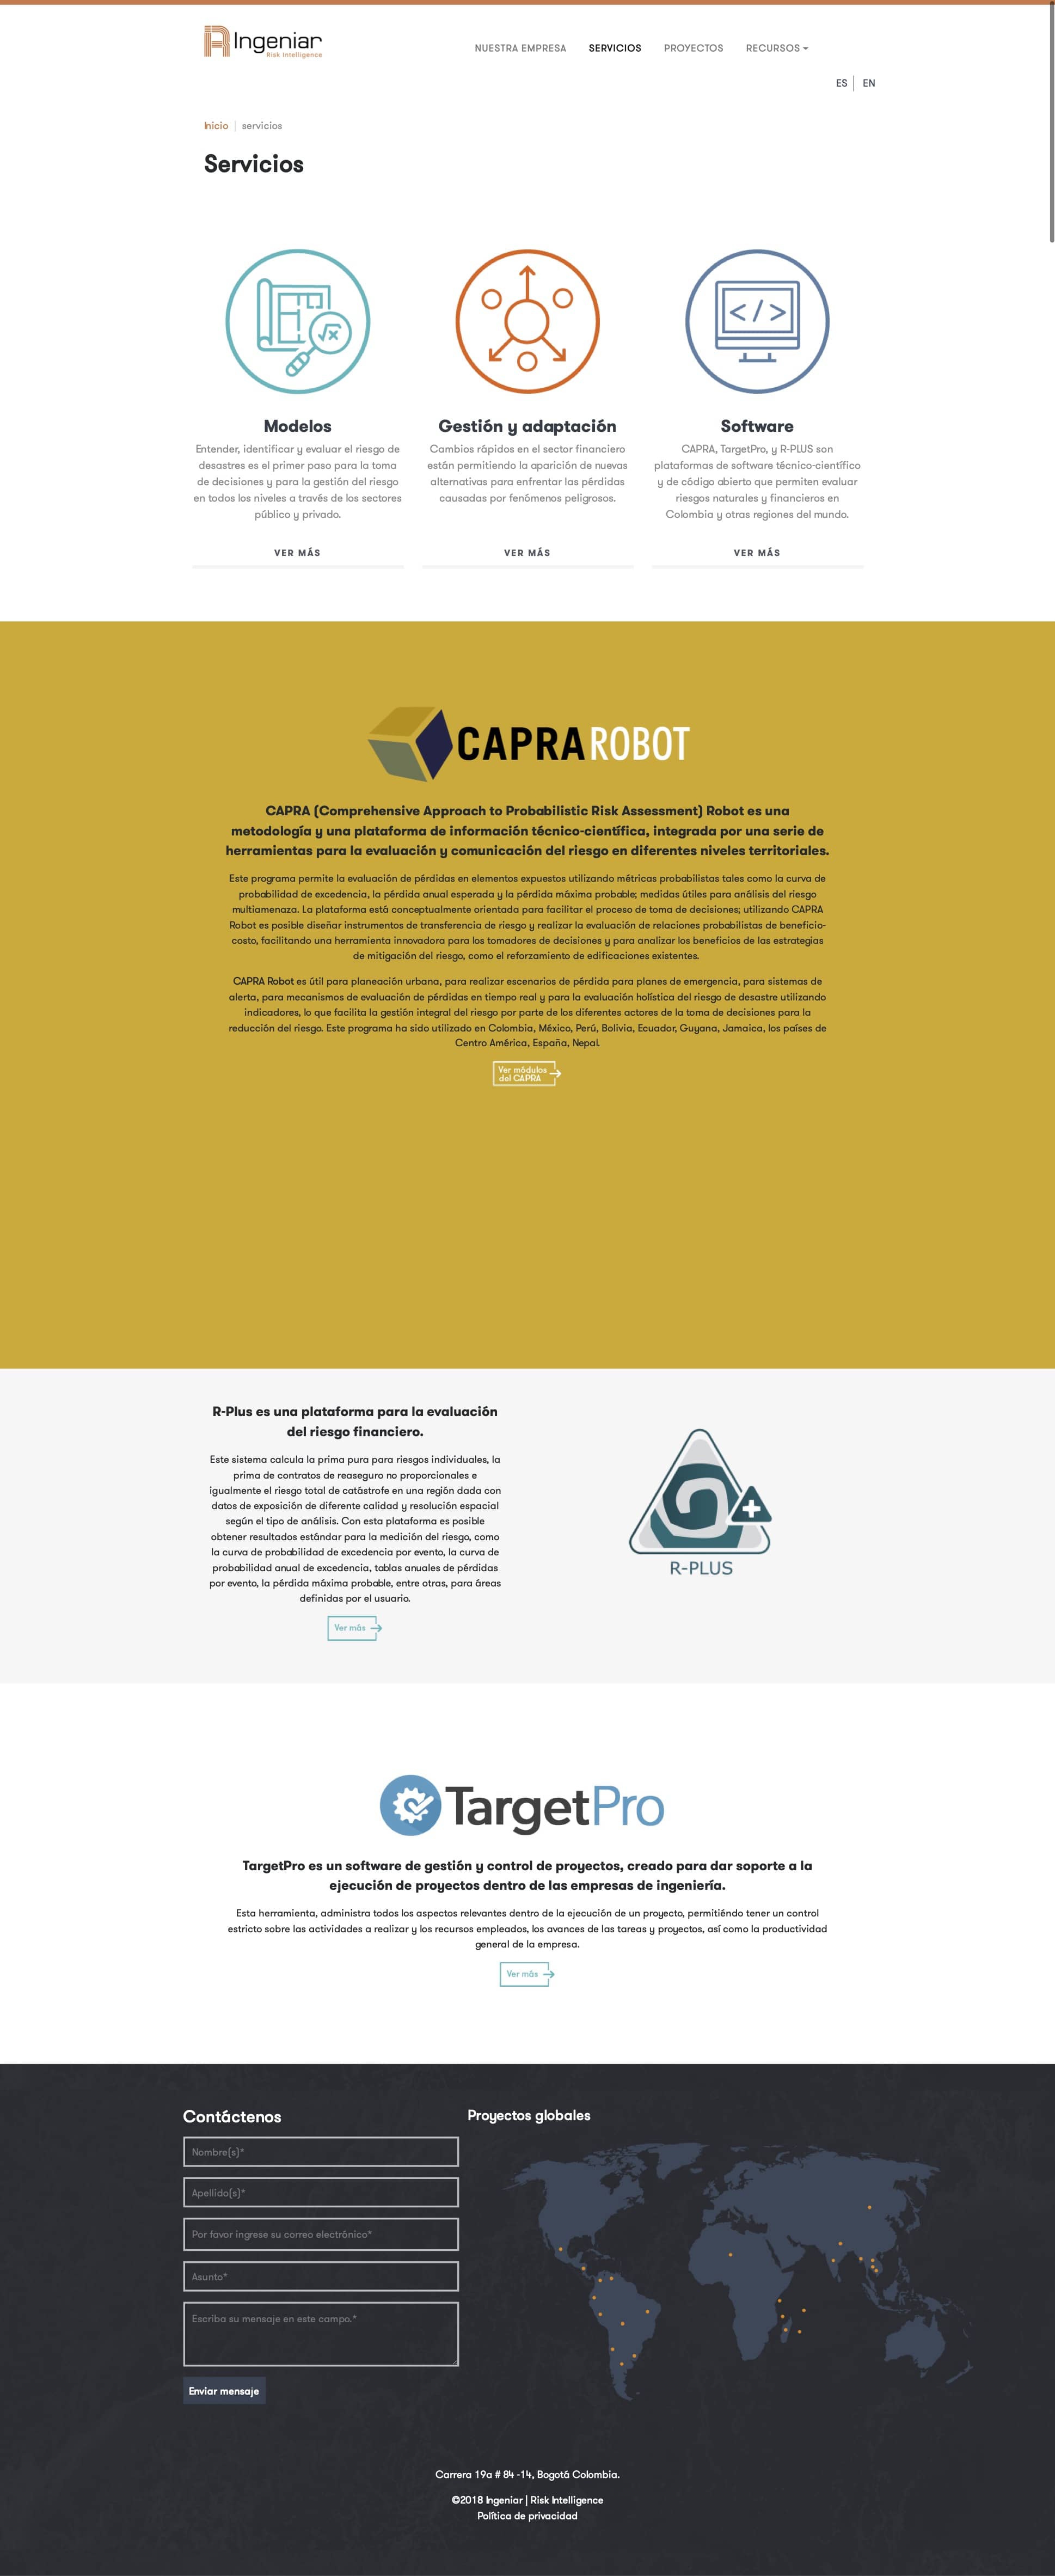 Ingeniar
Risk Intelligence
NUESTRA EMPRESA SERVICIOS PROYECTOS RECURSOS
ES EN
Inicio | servicios
Servicios
√x
</>
Modelos
Entender, identificar y evaluar el riesgo de
desastres es el primer paso para la toma
de decisiones y para la gestión del riesgo
en todos los niveles a través de los sectores
público y privado.
VER MÁS
Gestión y adaptación
Cambios rápidos en el sector financiero
están permitiendo la aparición de nuevas
alternativas para enfrentar las pérdidas
causadas por fenómenos peligrosos.
VER MÁS
Software
CAPRA, TargetPro, y R-PLUS son
plataformas de software técnico-científico
y de código abierto que permiten evaluar
riesgos naturales y financieros en
Colombia y otras regiones del mundo.
VER MÁS
CAPRA ROBOT
CAPRA (Comprehensive Approach to Probabilistic Risk Assessment) Robot es una
metodología y una plataforma de información técnico-científica, integrada por una serie de
herramientas para la evaluación y comunicación del riesgo en diferentes niveles territoriales.
Este programa permite la evaluación de pérdidas en elementos expuestos utilizando métricas probabilistas tales como la curva de
probabilidad de excedencia, la pérdida anual esperada y la pérdida máxima probable; medidas útiles para análisis del riesgo
multiamenaza. La plataforma está conceptualmente orientada para facilitar el proceso de toma de decisiones; utilizando CAPRA
Robot es posible diseñar instrumentos de transferencia de riesgo y realizar la evaluación de relaciones probabilistas de beneficio-
costo, facilitando una herramienta innovadora para los tomadores de decisiones y para analizar los beneficios de las estrategias
de mitigación del riesgo, como el reforzamiento de edificaciones existentes.
CAPRA Robot es útil para planeación urbana, para realizar escenarios de pérdida para planes de emergencia, para sistemas de
alerta, para mecanismos de evaluación de pérdidas en tiempo real y para la evaluación holística del riesgo de desastre utilizando
indicadores, lo que facilita la gestión integral del riesgo por parte de los diferentes actores de la toma de decisiones para la
reducción del riesgo. Este programa ha sido utilizado en Colombia, México, Perú, Bolivia, Ecuador, Guyana, Jamaica, los países de
Centro América, España, Nepal.
Ver módulos
del CAPRA
R-Plus es una plataforma para la evaluación
del riesgo financiero.
Este sistema calcula la prima pura para riesgos individuales, la
prima de contratos de reaseguro no proporcionales e
igualmente el riesgo total de catástrofe en una región dada con
datos de exposición de diferente calidad y resolución espacial
según el tipo de análisis. Con esta plataforma es posible
obtener resultados estándar para la medición del riesgo, como
la curva de probabilidad de excedencia por evento, la curva de
probabilidad anual de excedencia, tablas anuales de pérdidas
por evento, la pérdida máxima probable, entre otras, para áreas
definidas por el usuario.
Ver más
R-PLUS
TargetPro
TargetPro es un software de gestión y control de proyectos, creado para dar soporte a la
ejecución de proyectos dentro de las empresas de ingeniería.
Esta herramienta, administra todos los aspectos relevantes dentro de la ejecución de un proyecto, permitiéndo tener un control
estricto sobre las actividades a realizar y los recursos empleados, los avances de las tareas y proyectos, así como la productividad
general de la empresa.
Ver más
Contáctenos
Nombre(s)*
Apellido(s)*
Por favor ingrese su correo electrónico*
Asunto*
Escriba su mensaje en este campo.*
Enviar mensaje
Proyectos globales
Carrera 19a # 84 -14, Bogotá Colombia.
©2018 Ingeniar | Risk Intelligence
Política de privacidad